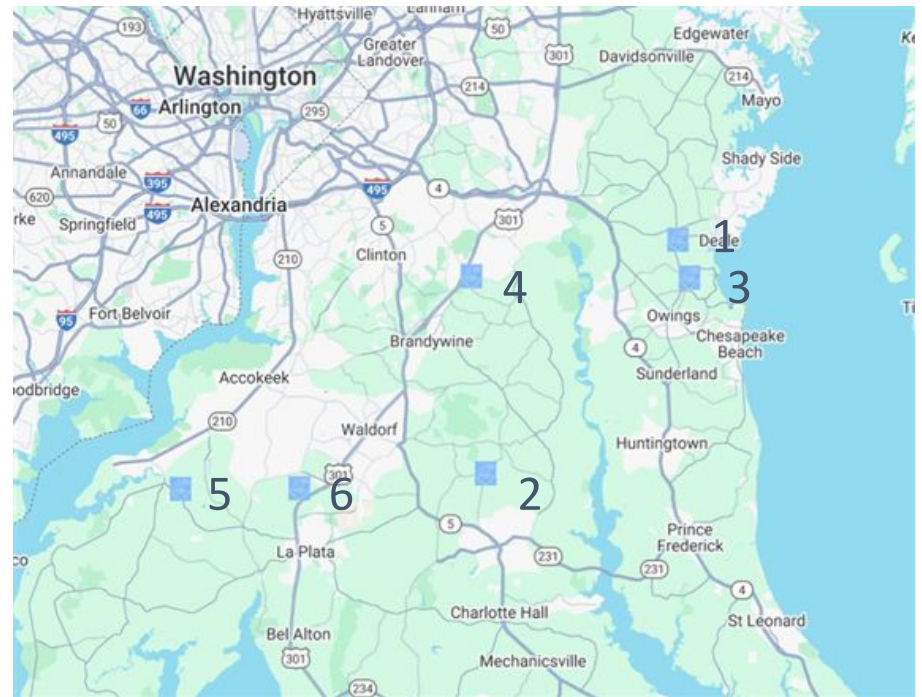 Hyattsville
Lanham
Edgewater
193
50
Greater
Landover
301
Davidsonville
Washington
214
214
Mayo
Arlington
66
295
50
495
Shady Side
Annandale
395
495
4
620
495
Alexandria
301
rke
Springfield
5
210
Clinton
Deale
1
4
3
95
Fort Belvoir
Owings
Brandywine
Chesapeake
Beach
4
oodbridge
Accokeek
Sunderland
210
Waldorf
Huntingtown
301
5
6
2
5
Prince
Frederick
La Plata
231
231
co
4
Charlotte Hall
St Leonard
Bel Alton
301
Mechanicsville
234